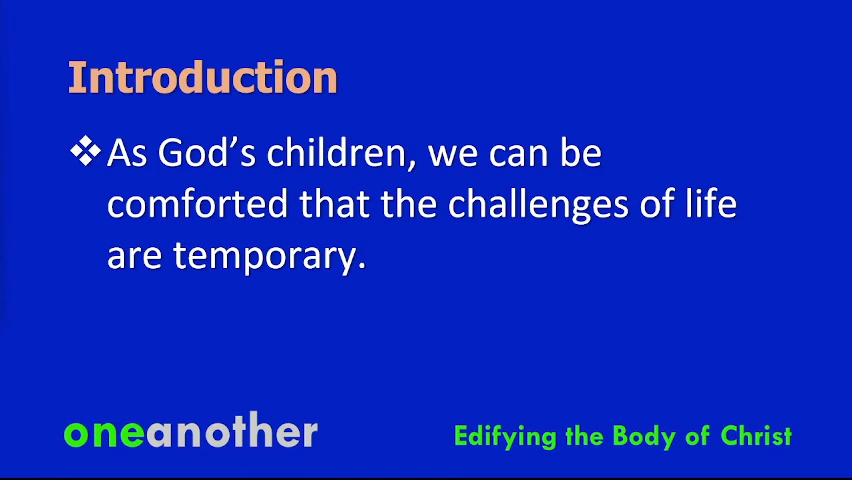 Introduction
❖As God’s children, we can be
comforted that the challenges of life
are temporary.
oneanother
Edifying the Body of Christ